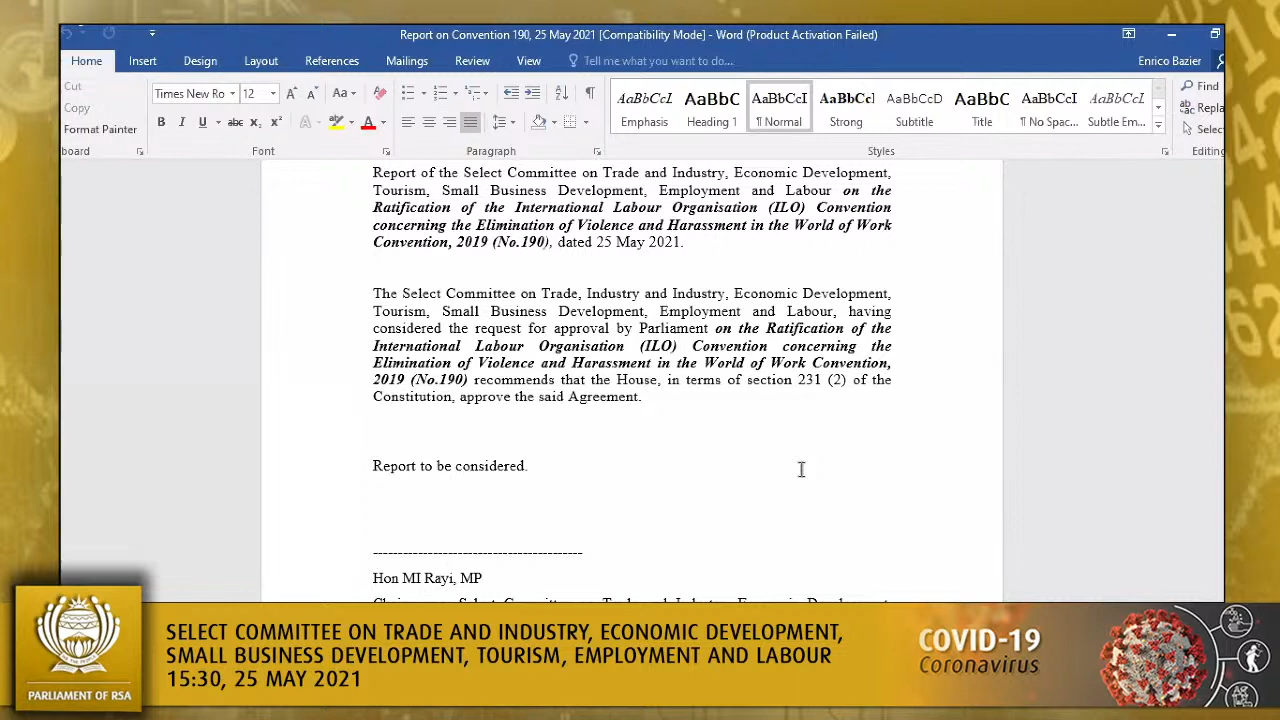 Report on Convention 190, 25 May 2021 [Compatibility Mode] - Word (Product Activation Failed)
Home Insert Design Layout References Mailings Review View Tell me what you want to do... Enrico Bazier
Cut
Copy
Format Painter
board
Times New Ro 12 Aa
B I U abc x₂ x² A A
Font
Paragraph
AaBbCcI AaBbC AaBbCcI AaBbCc AaBbCcD AaBbC AaBbCcI AaBbCcI
Emphasis Heading 1 ¶ Normal Strong Subtitle Title ¶ No Spac... Subtle Em...
Styles
Find
Repla
Select
Editing
Report of the Select Committee on Trade and Industry, Economic Development,
Tourism, Small Business Development, Employment and Labour on the
Ratification of the International Labour Organisation (ILO) Convention
concerning the Elimination of Violence and Harassment in the World of Work
Convention, 2019 (No.190), dated 25 May 2021.
The Select Committee on Trade, Industry and Industry, Economic Development,
Tourism, Small Business Development, Employment and Labour, having
considered the request for approval by Parliament on the Ratification of the
International Labour Organisation (ILO) Convention concerning the
Elimination of Violence and Harassment in the World of Work Convention,
2019 (No.190) recommends that the House, in terms of section 231 (2) of the
Constitution, approve the said Agreement.
Report to be considered.
------------------------------------------
Hon MI Rayi, MP
PARLIAMENT OF RSA
SELECT COMMITTEE ON TRADE AND INDUSTRY, ECONOMIC DEVELOPMENT,
SMALL BUSINESS DEVELOPMENT, TOURISM, EMPLOYMENT AND LABOUR
15:30, 25 MAY 2021
COVID-19
Coronavirus